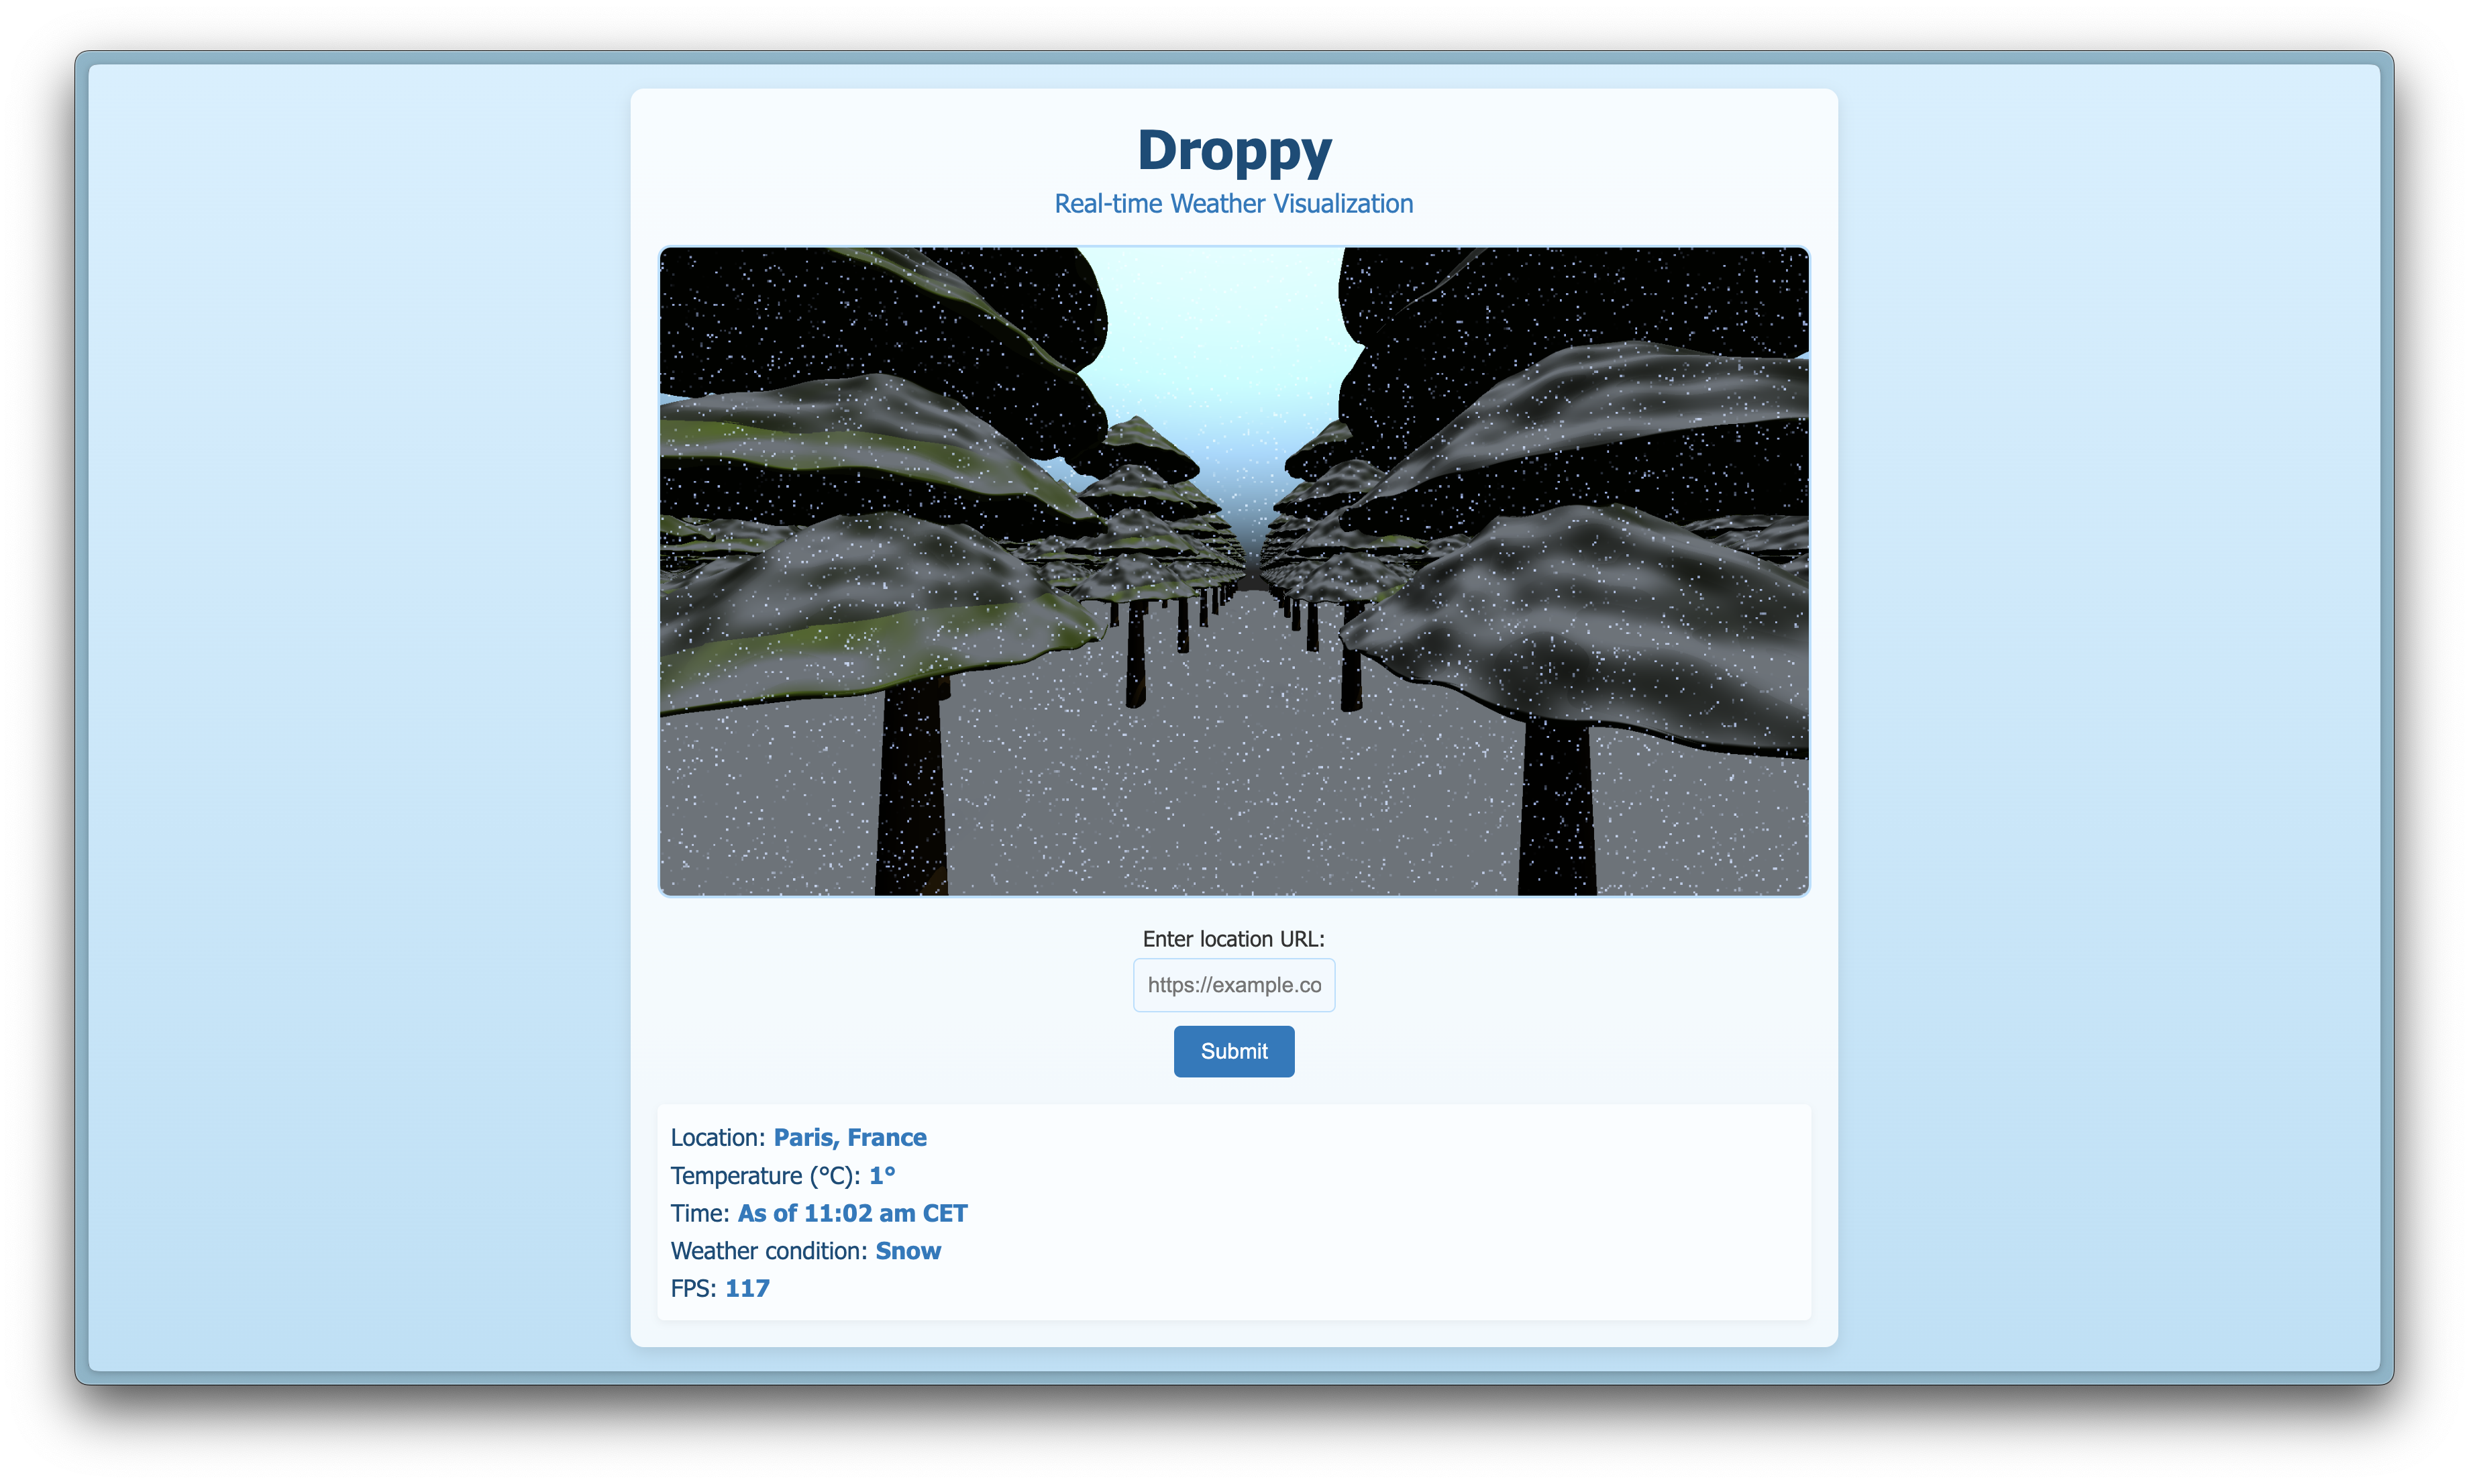 Droppy
Real-time Weather Visualization
Enter location URL:
https://example.co
Submit
Location: Paris, France
Temperature (°C): 1°
Time: As of 11:02 am CET
Weather condition: Snow
FPS: 117